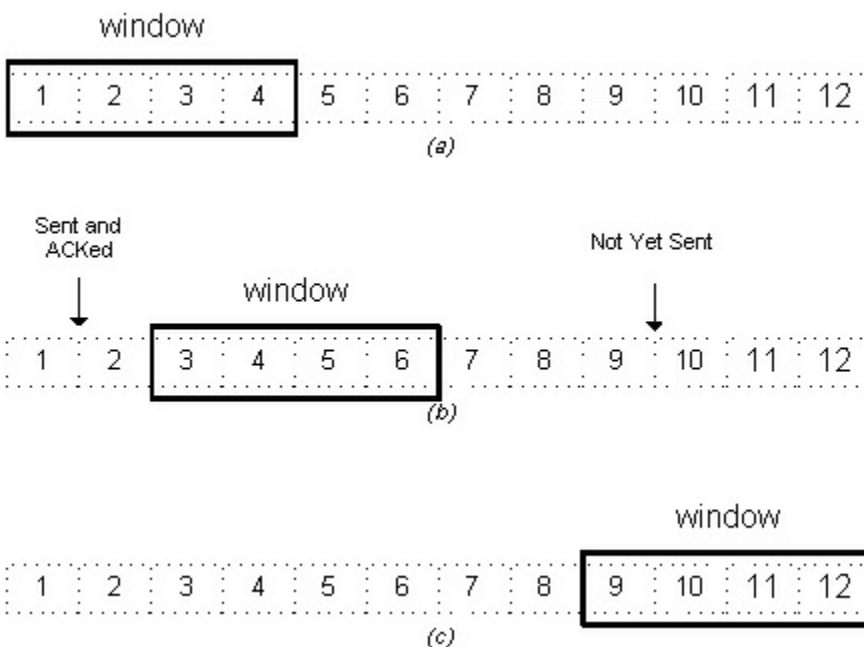 window
1 2 3 4 5 6 7 8 9 10 11 12
(a)
Sent and
ACKed
Not Yet Sent
window
1 2 3 4 5 6 7 8 9 10 11 12
(b)
window
1 2 3 4 5 6 7 8 9 10 11 12
(c)